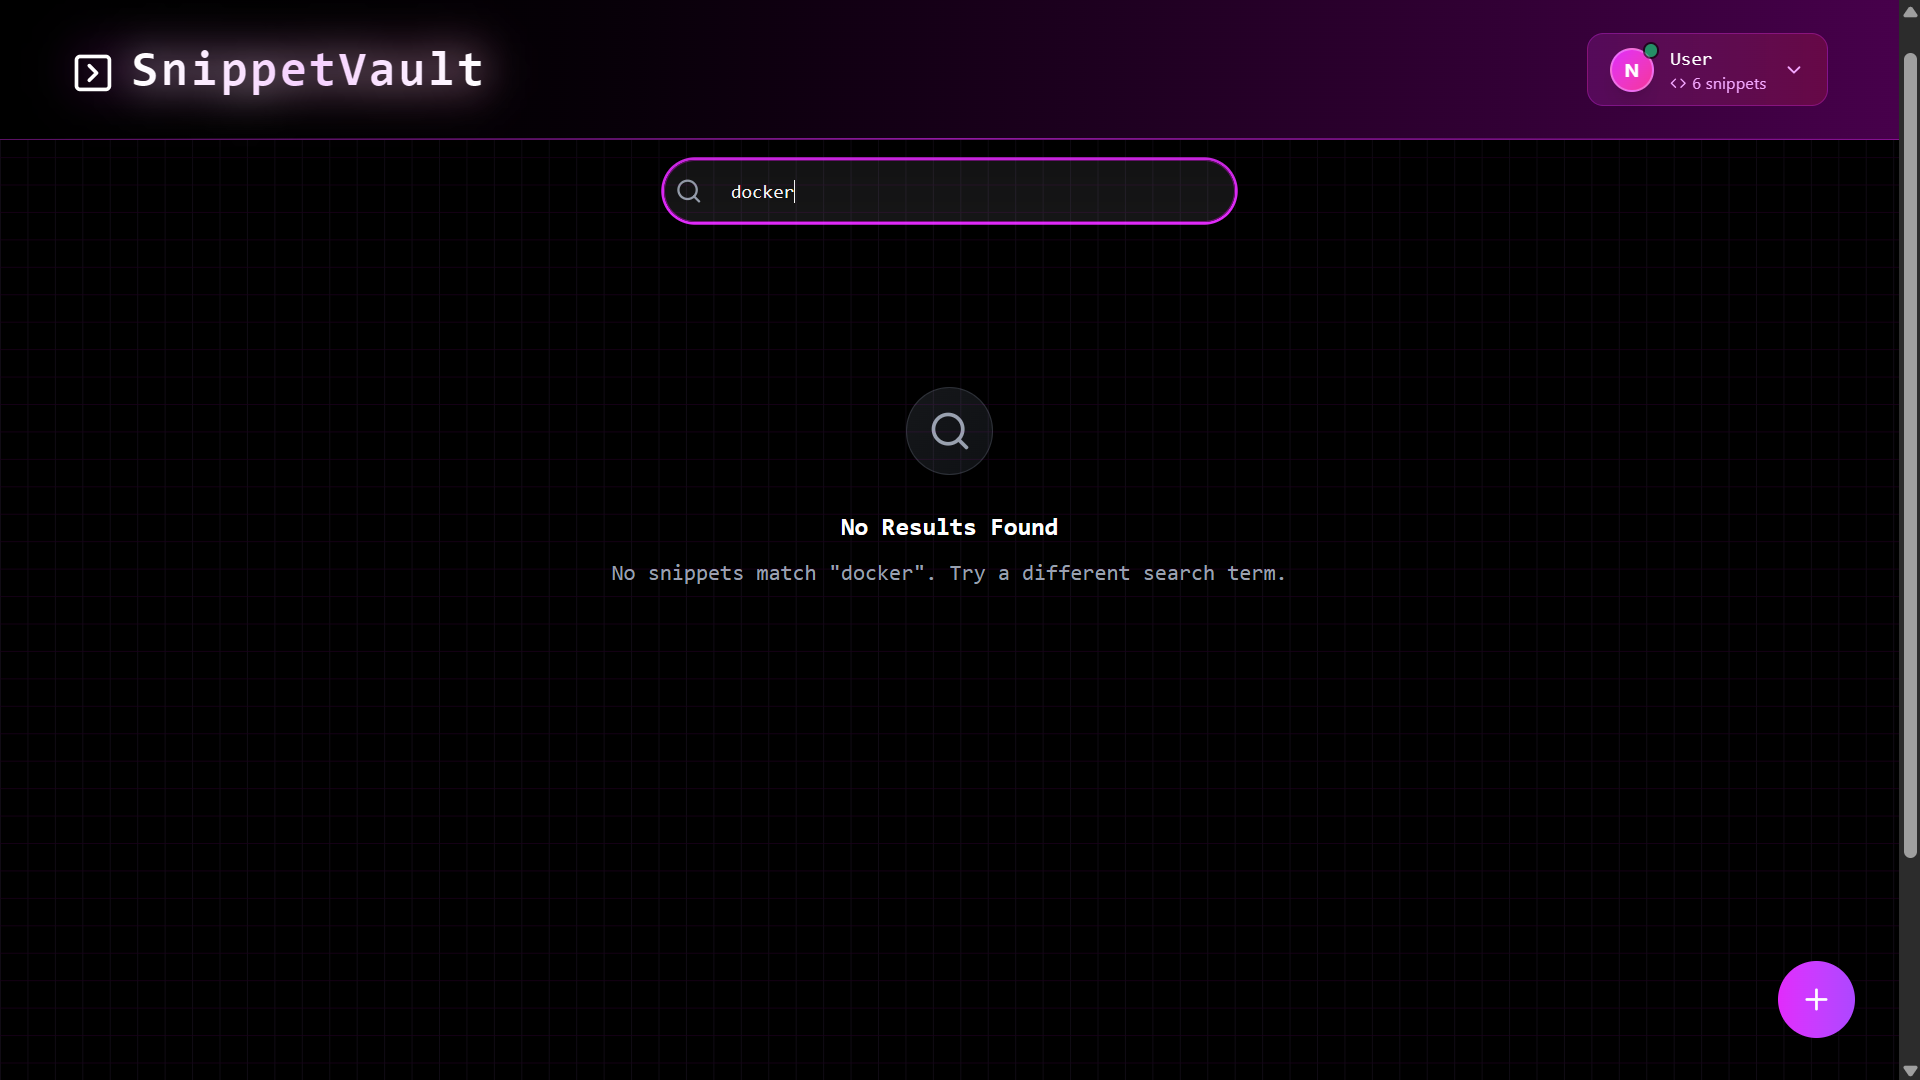 SnippetVault
N
User
<> 6 snippets
docker
No Results Found
No snippets match "docker". Try a different search term.